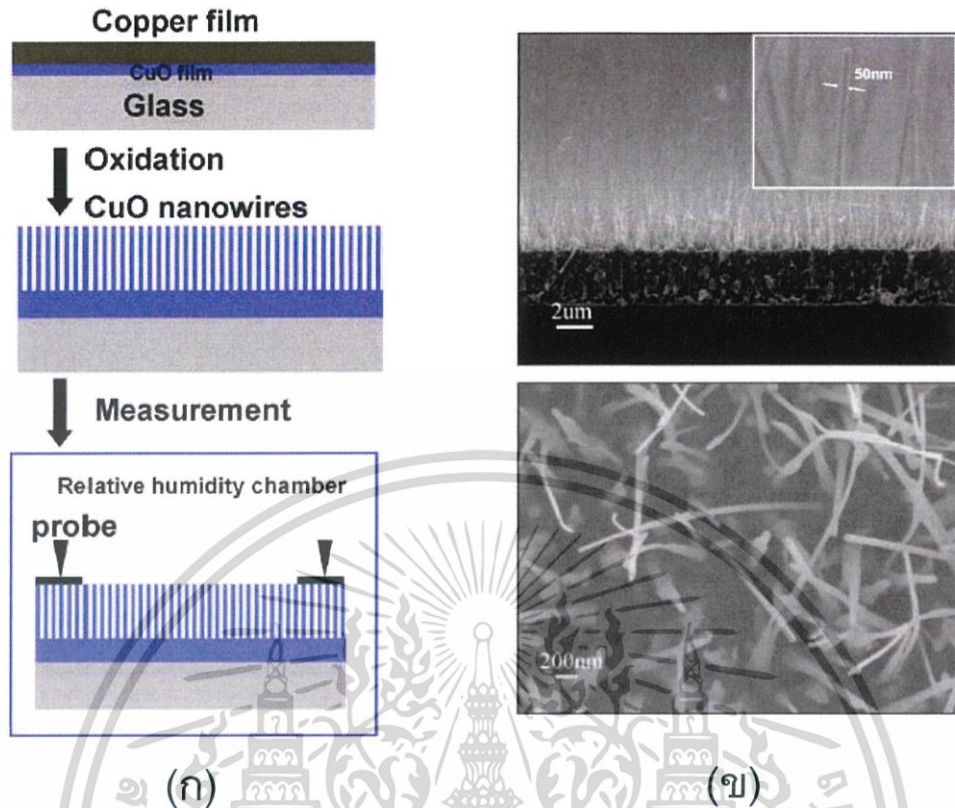 Copper film
CuO film
Glass
Oxidation
CuO nanowires
Measurement
Relative humidity chamber
probe
(ก)
50nm
2um
200nm
(ข)